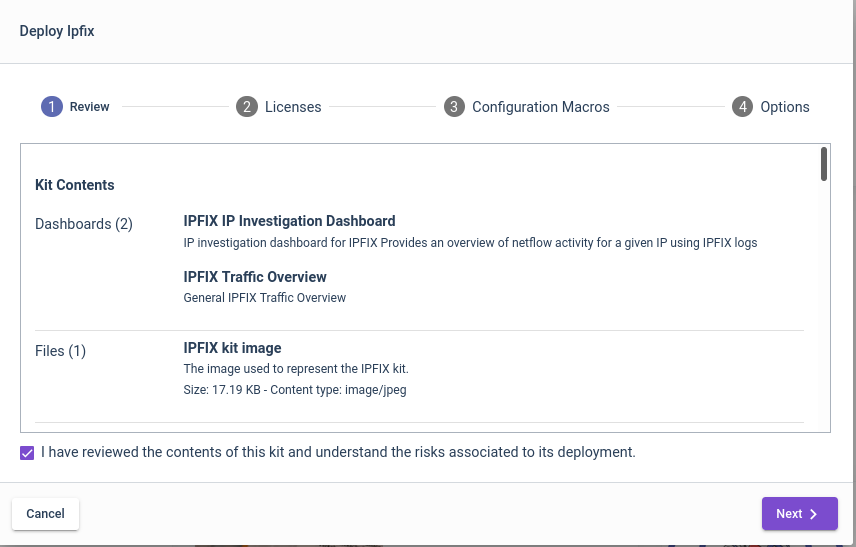 Deploy Ipfix
1 Review
2 Licenses
3 Configuration Macros
4 Options
Kit Contents
Dashboards (2)
IPFIX IP Investigation Dashboard
IP investigation dashboard for IPFIX Provides an overview of netflow activity for a given IP using IPFIX logs
IPFIX Traffic Overview
General IPFIX Traffic Overview
Files (1)
IPFIX kit image
The image used to represent the IPFIX kit.
Size: 17.19 KB - Content type: image/jpeg
I have reviewed the contents of this kit and understand the risks associated to its deployment.
Cancel
Next